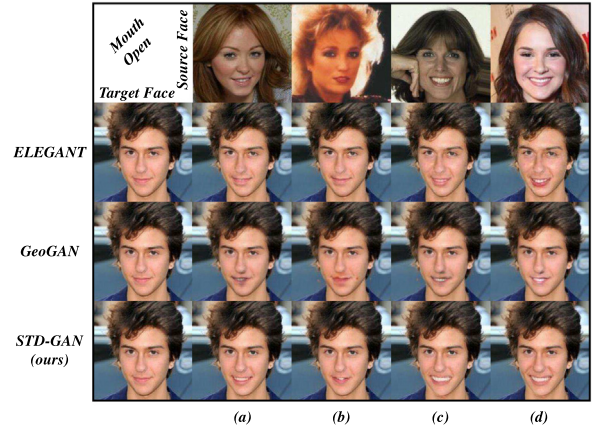 Mouth
Open
Source Face
Target Face
ELEGANT
GeoGAN
STD-GAN
(ours)
(a) (b) (c) (d)